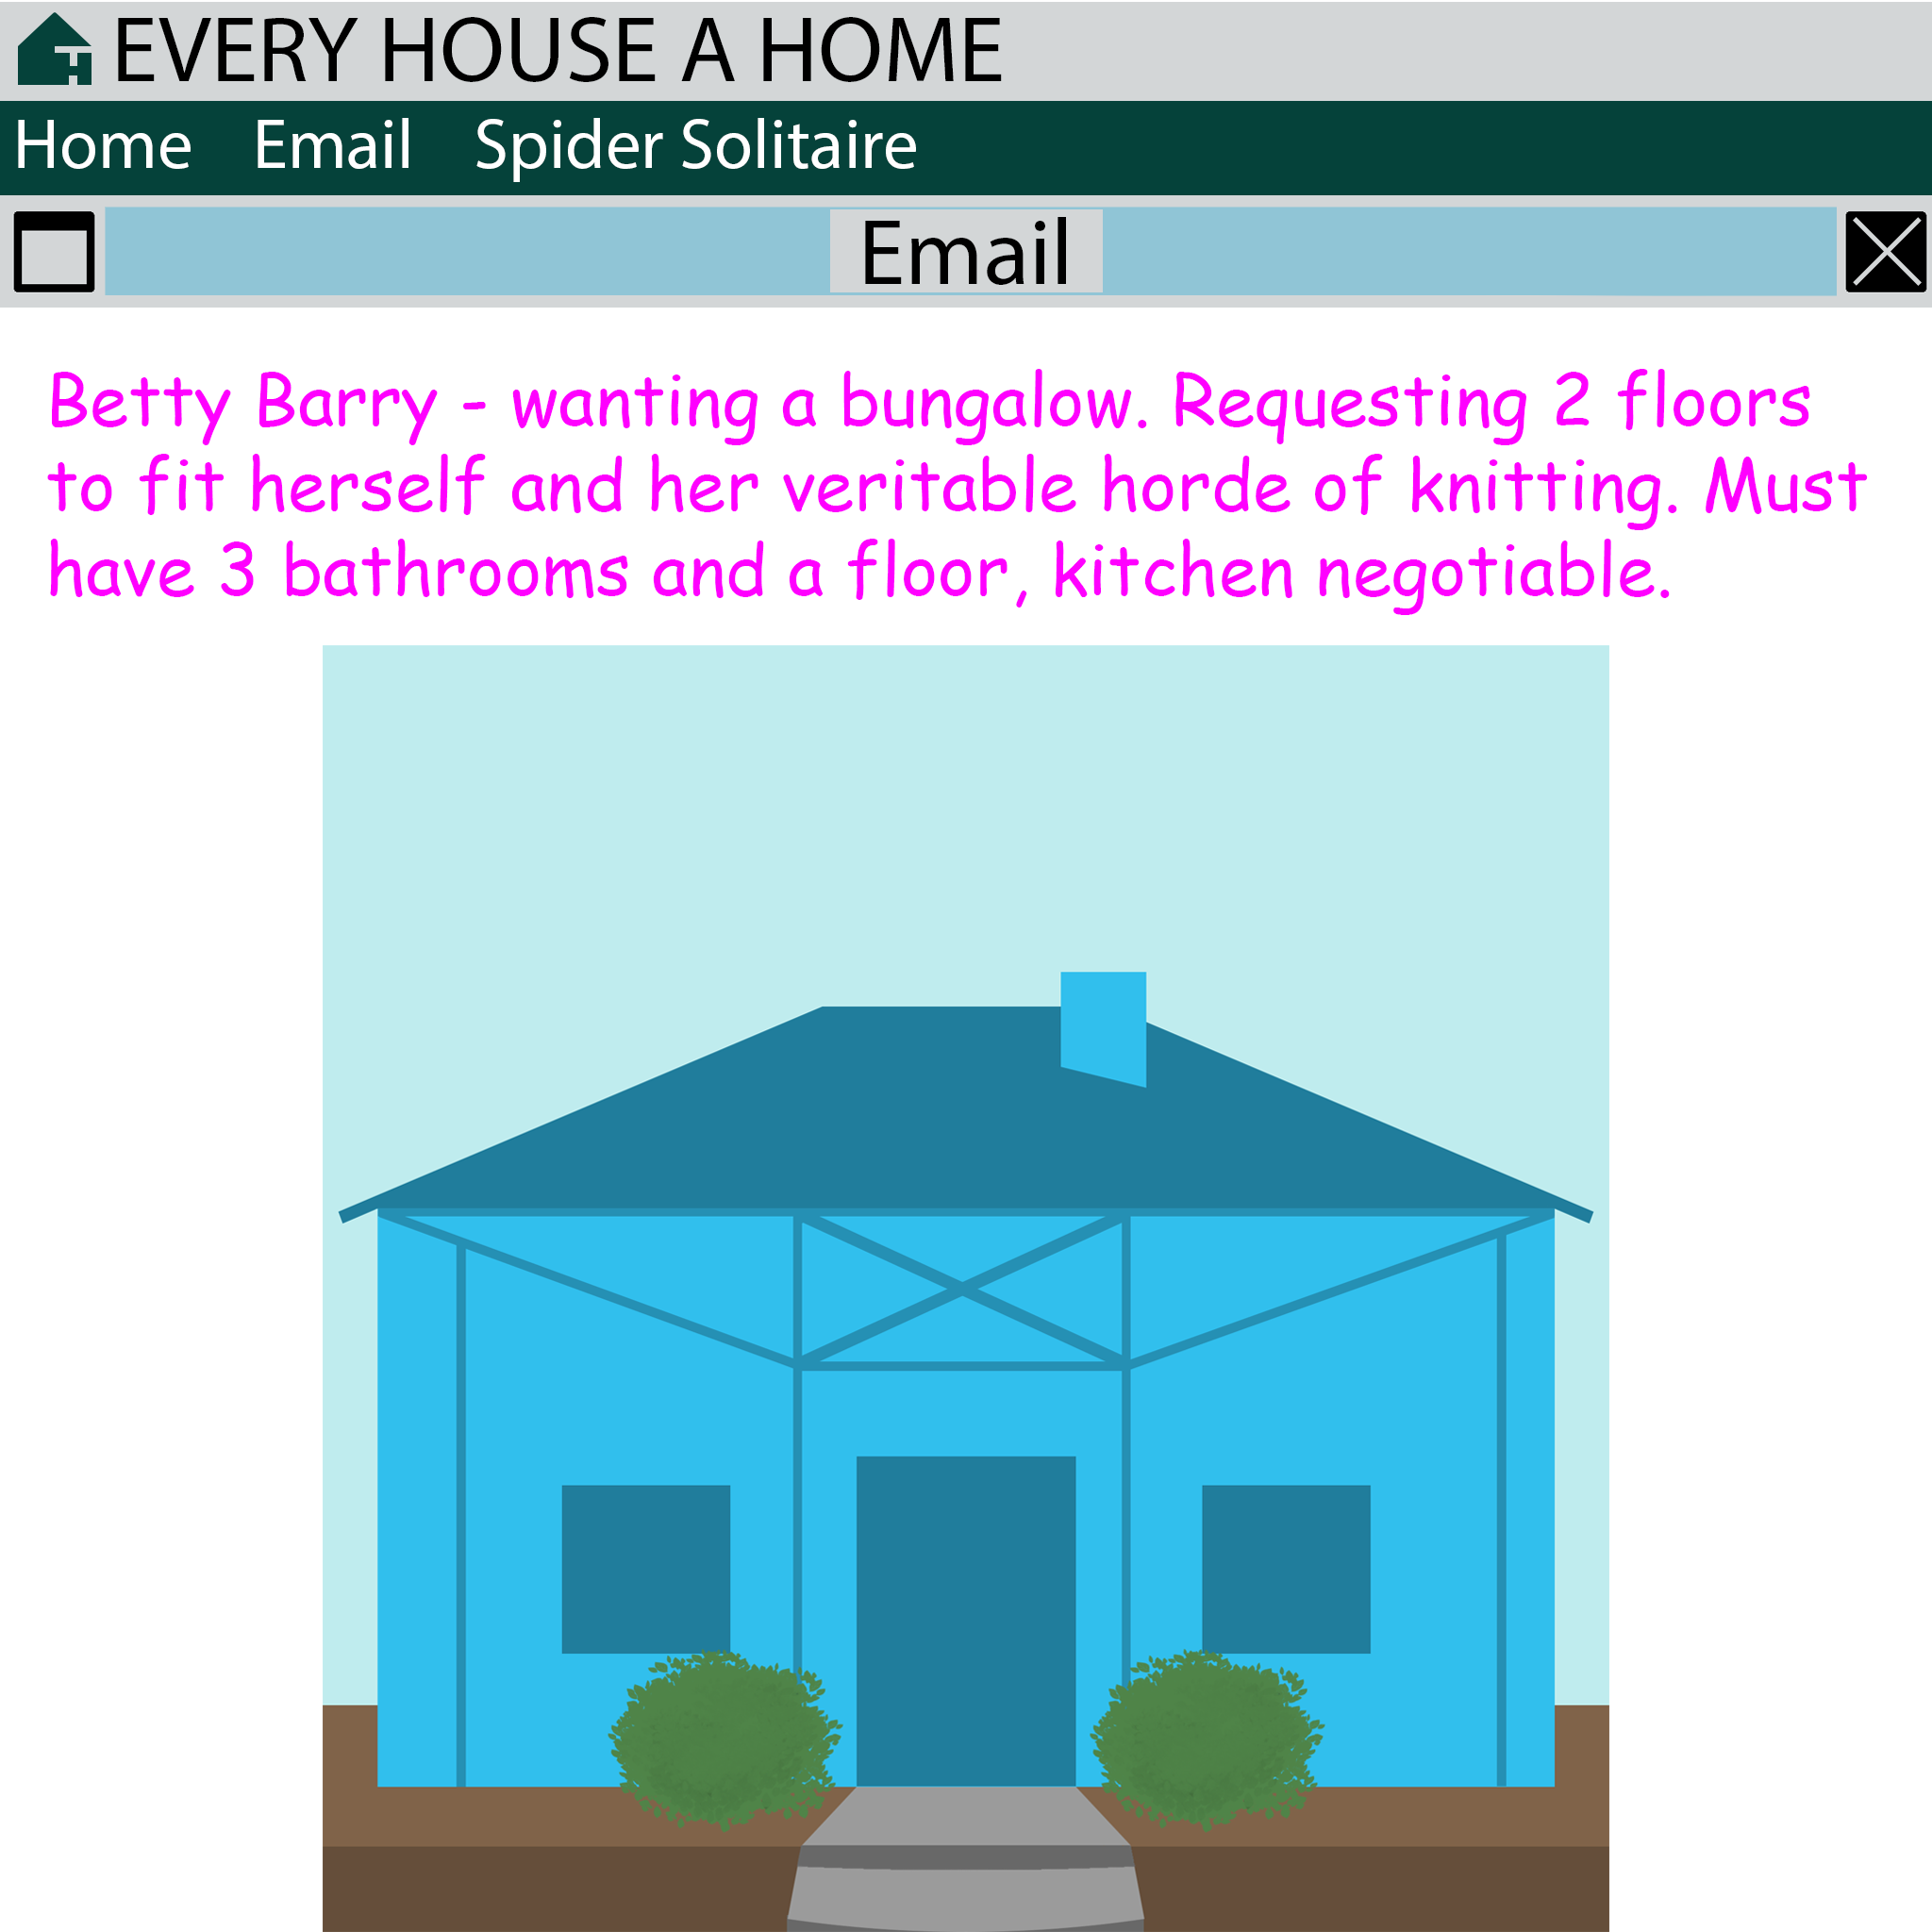 EVERY HOUSE A HOME
Home Email Spider Solitaire
Email
Betty Barry - wanting a bungalow. Requesting 2 floors
to fit herself and her veritable horde of knitting. Must
have 3 bathrooms and a floor, kitchen negotiable.